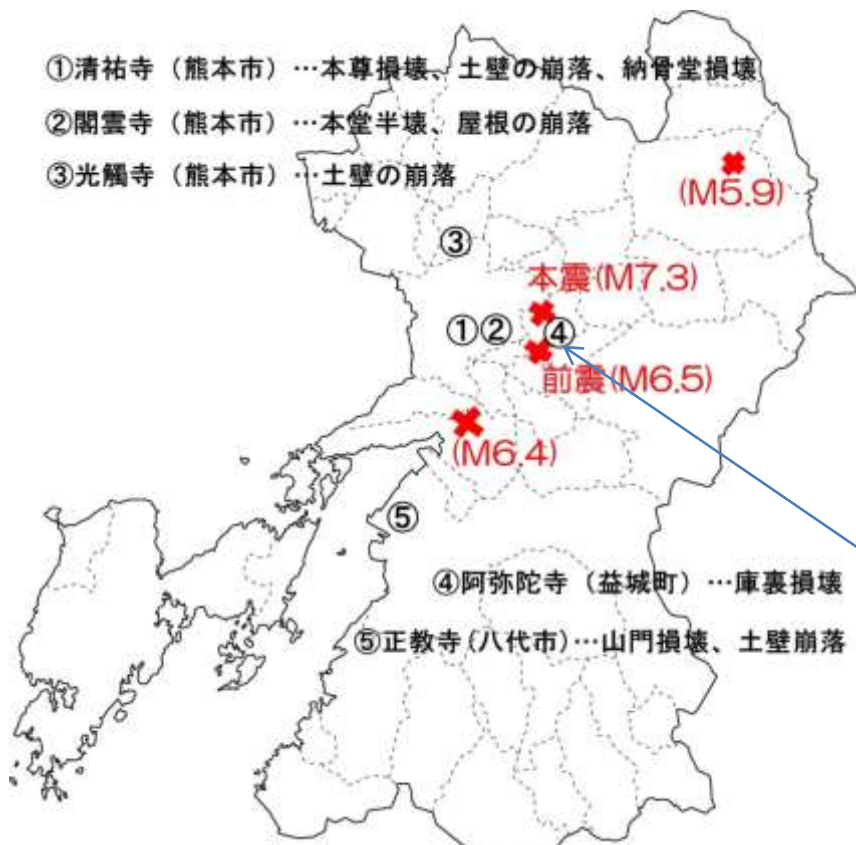 ①清祐寺（熊本市）…本尊損壊、土壁の崩落、納骨堂損壊
②閣雲寺（熊本市）…本堂半壊、屋根の崩落
③光觸寺（熊本市）…土壁の崩落
(M5.9)
③
本震(M7.3)
①②
④
前震(M6.5)
(M6.4)
⑤
④阿弥陀寺（益城町）…庫裏損壊
⑤正教寺(八代市)…山門損壊、土壁崩落